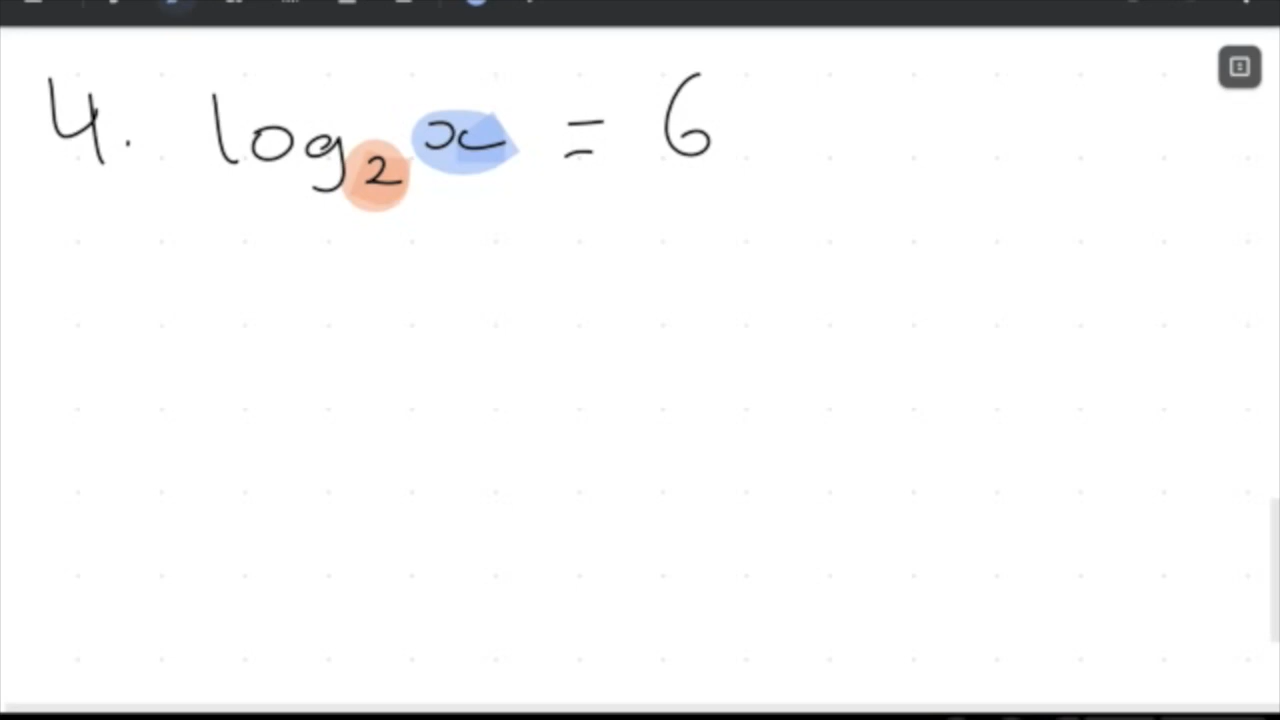 4. log₂ x = 6